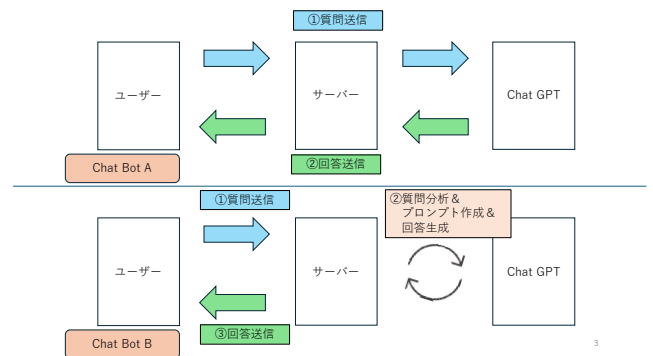 ①質問送信
ユーザー
サーバー
Chat GPT
②回答送信
Chat Bot A
①質問送信
②質問分析＆
プロンプト作成＆
回答生成
ユーザー
サーバー
Chat GPT
③回答送信
Chat Bot B
3